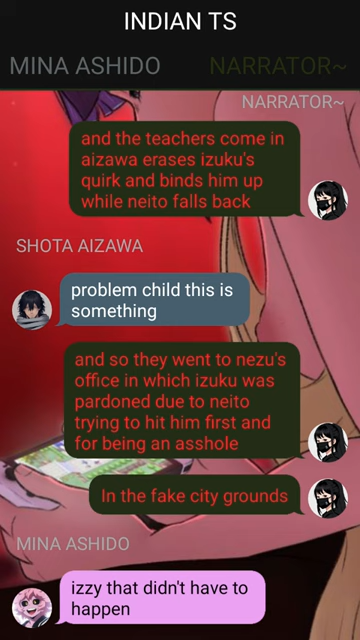 INDIAN TS
MINA ASHIDO NARRATOR~
NARRATOR~
and the teachers come in
aizawa erases izuku's
quirk and binds him up
while neito falls back
SHOTA AIZAWA
problem child this is
something
and so they went to nezu's
office in which izuku was
pardoned due to neito
trying to hit him first and
for being an asshole
In the fake city grounds
MINA ASHIDO
izzy that didn't have to
happen